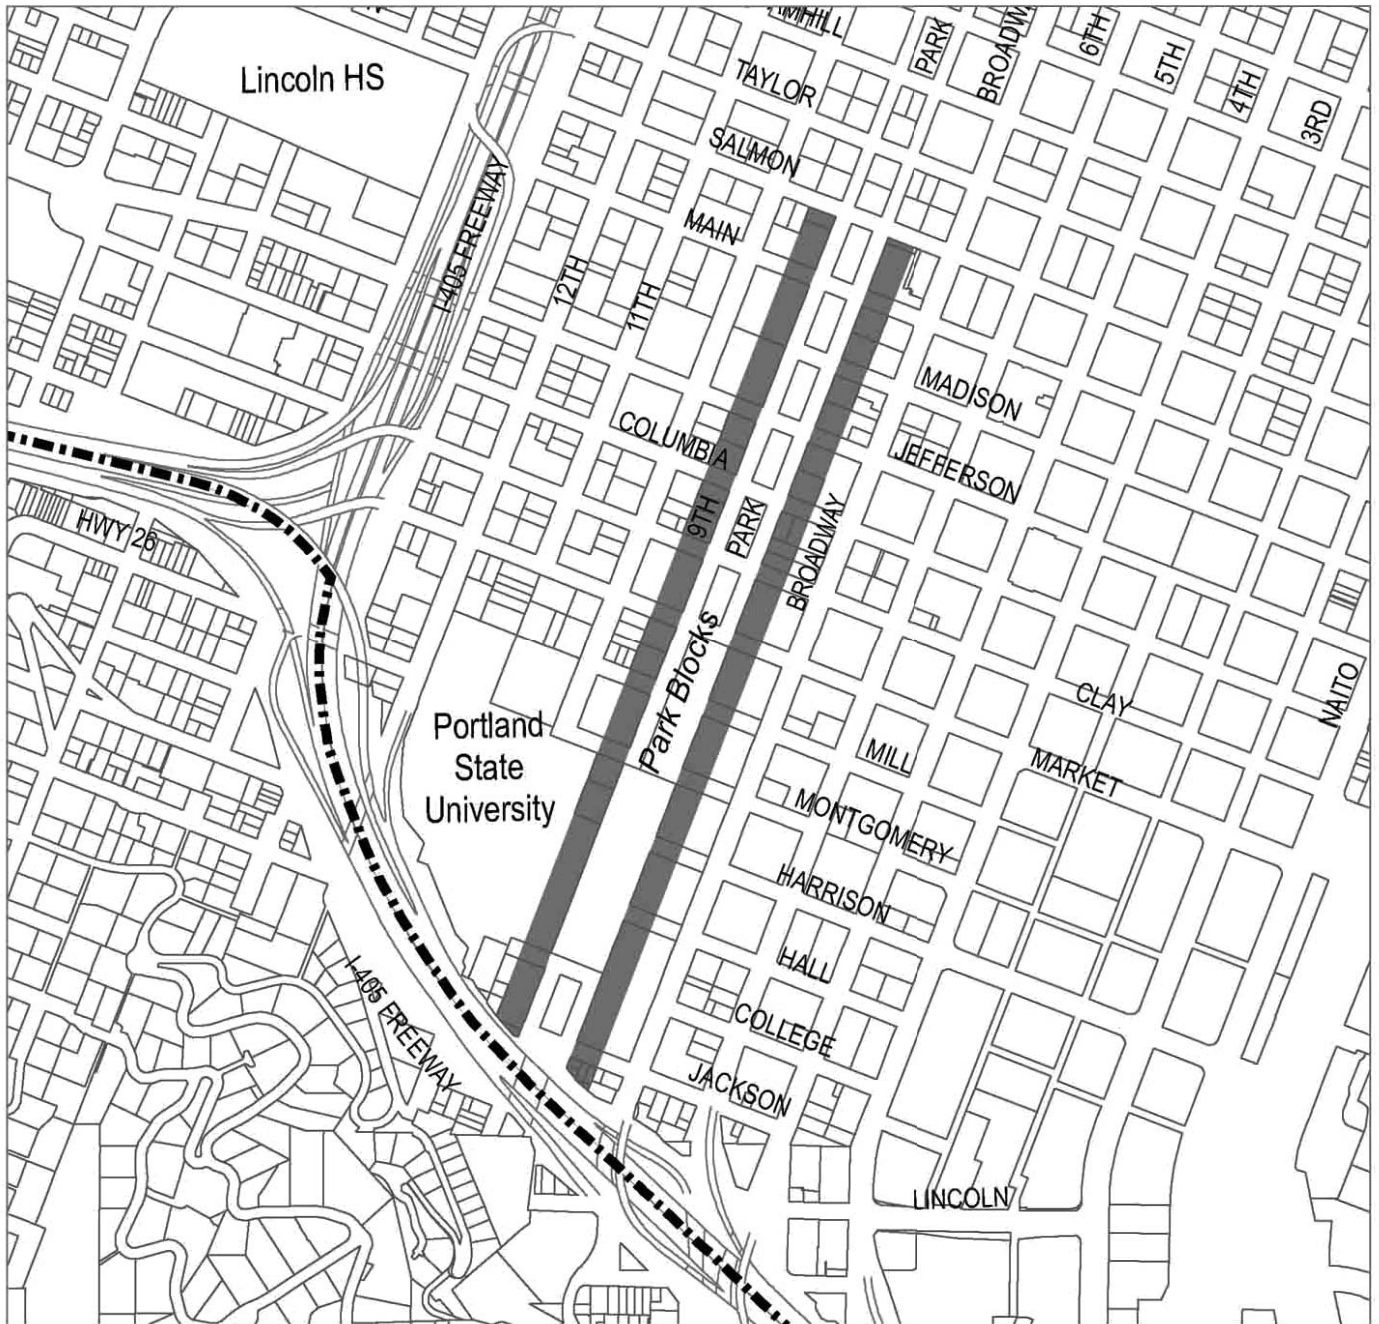 PARK
BROADW
6TH
5TH
4TH
3RD
Lincoln HS
TAYLOR
SALMON
MAIN
I-405 FREEWAY
12TH
11TH
MADISON
COLUMBIA
JEFFERSON
9TH
PARK
BROADWAY
HWY 26
Park Blocks
NAITO
CLAY
Portland
State
University
MILL
MARKET
MONTGOMERY
HARRISON
HALL
I-405 FREEWAY
COLLEGE
JACKSON
LINCOLN